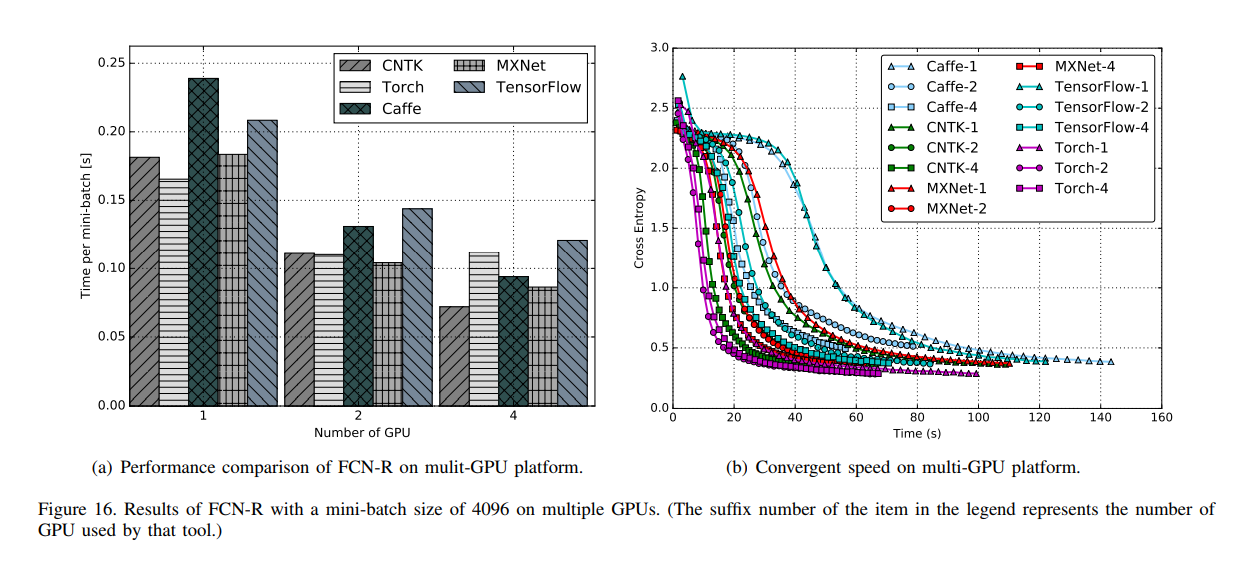 0.25
0.20
0.15
0.10
0.05
0.00
Time per mini-batch [s]
CNTK
Torch
Caffe
MXNet
TensorFlow
1
2
4
Number of GPU
3.0
2.5
2.0
1.5
1.0
0.5
0.0
Cross Entropy
Caffe-1
Caffe-2
Caffe-4
CNTK-1
CNTK-2
CNTK-4
MXNet-1
MXNet-2
MXNet-4
TensorFlow-1
TensorFlow-2
TensorFlow-4
Torch-1
Torch-2
Torch-4
0
20
40
60
80
100
120
140
160
Time (s)
(a) Performance comparison of FCN-R on mulit-GPU platform.
(b) Convergent speed on multi-GPU platform.
Figure 16. Results of FCN-R with a mini-batch size of 4096 on multiple GPUs. (The suffix number of the item in the legend represents the number of
GPU used by that tool.)